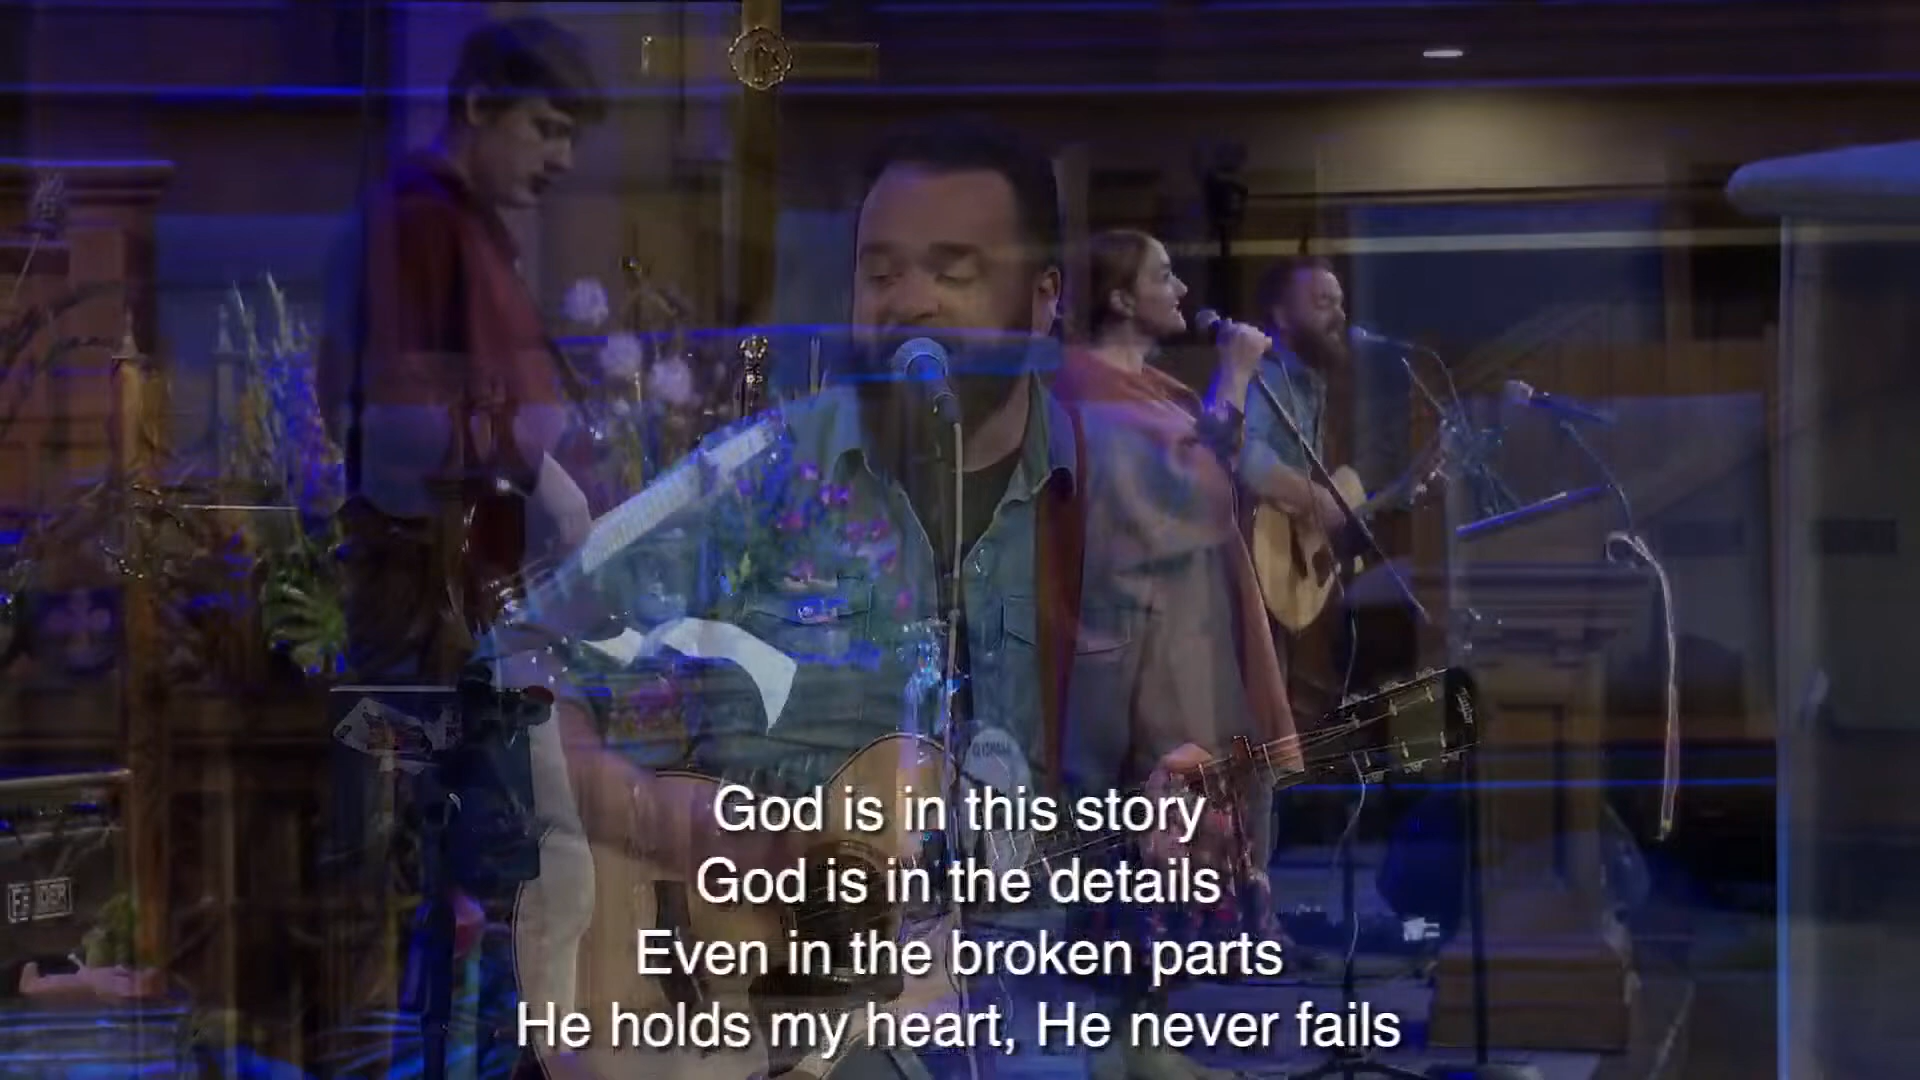 God is in this story
God is in the details
Even in the broken parts
He holds my heart, He never fails